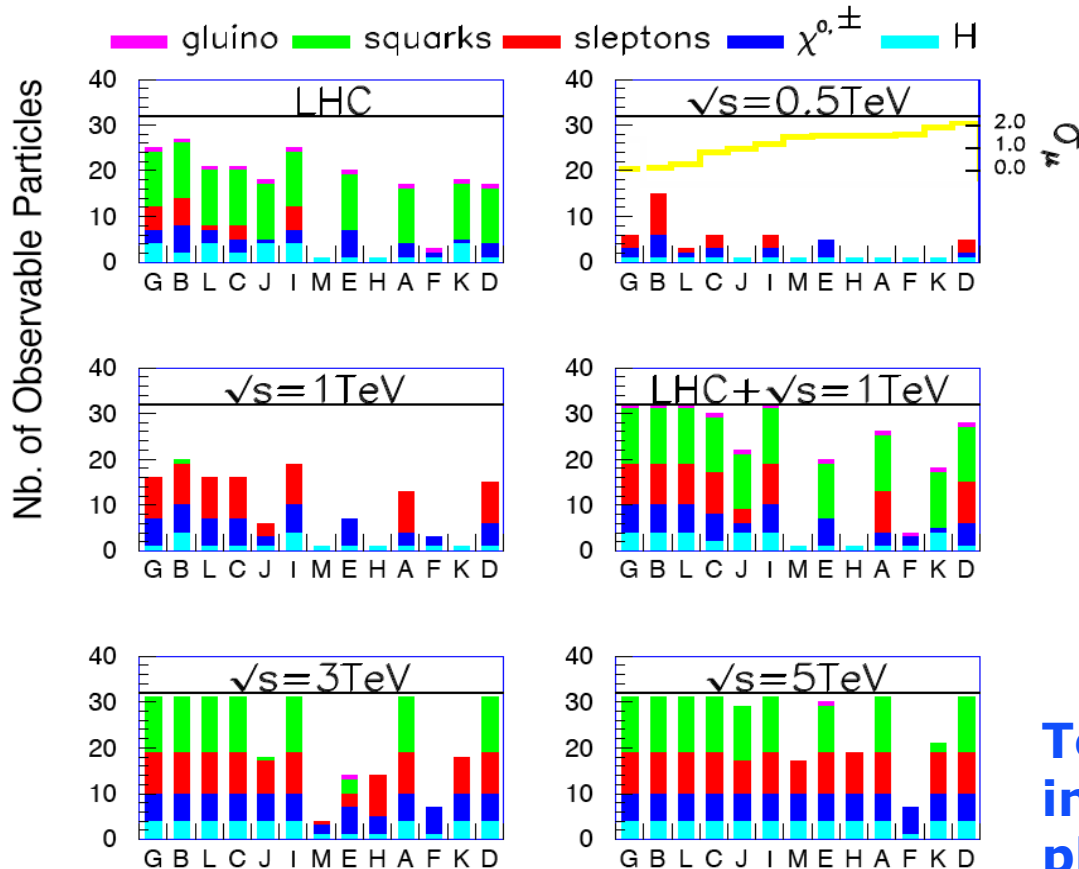 gluino squarks sleptons χ⁰,± H
Nb. of Observable Particles
LHC
40
30
20
10
0
G B L C J I M E H A F K D
√s=0.5TeV
40
30
20
10
0
2.0
1.0
0.0
G B L C J I M E H A F K D
√s=1TeV
40
30
20
10
0
G B L C J I M E H A F K D
LHC+√s=1TeV
40
30
20
10
0
G B L C J I M E H A F K D
√s=3TeV
40
30
20
10
0
G B L C J I M E H A F K D
√s=5TeV
40
30
20
10
0
G B L C J I M E H A F K D
in